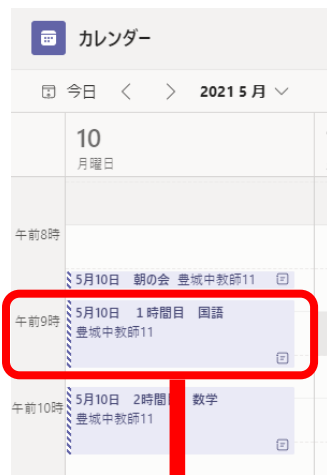 カレンダー
今日 2021 5 月
10
月曜日
午前8時
5月10日 朝の会 豊城中教師11
午前9時
5月10日 1時間目 国語
豊城中教師11
午前10時
5月10日 2時間 数学
豊城中教師11